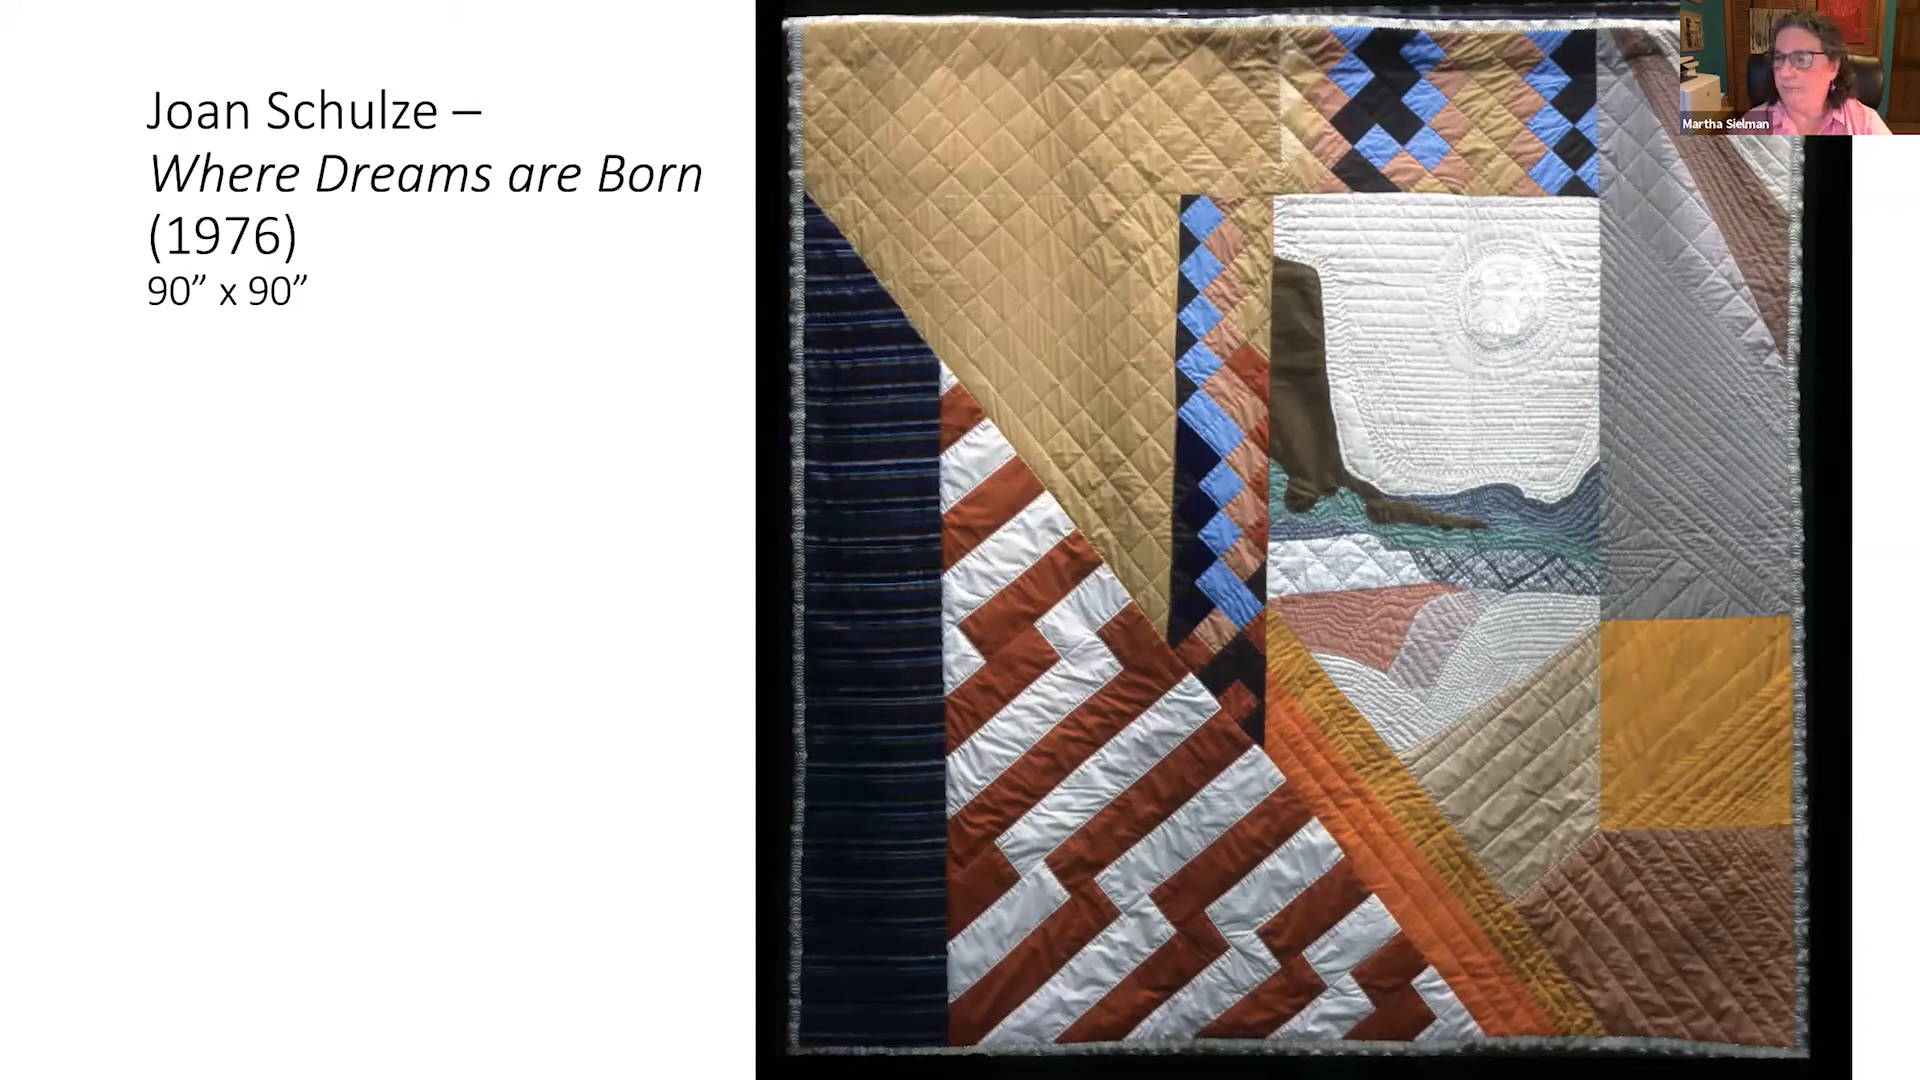 Joan Schulze –
Where Dreams are Born
(1976)
90” x 90”
Martha Sielman